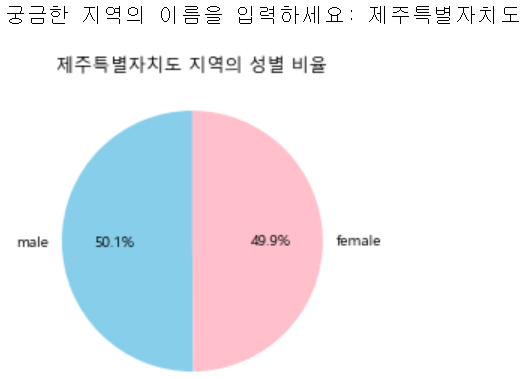 궁금한 지역의 이름을 입력하세요: 제주특별자치도
제주특별자치도 지역의 성별 비율
male
50.1%
49.9%
female